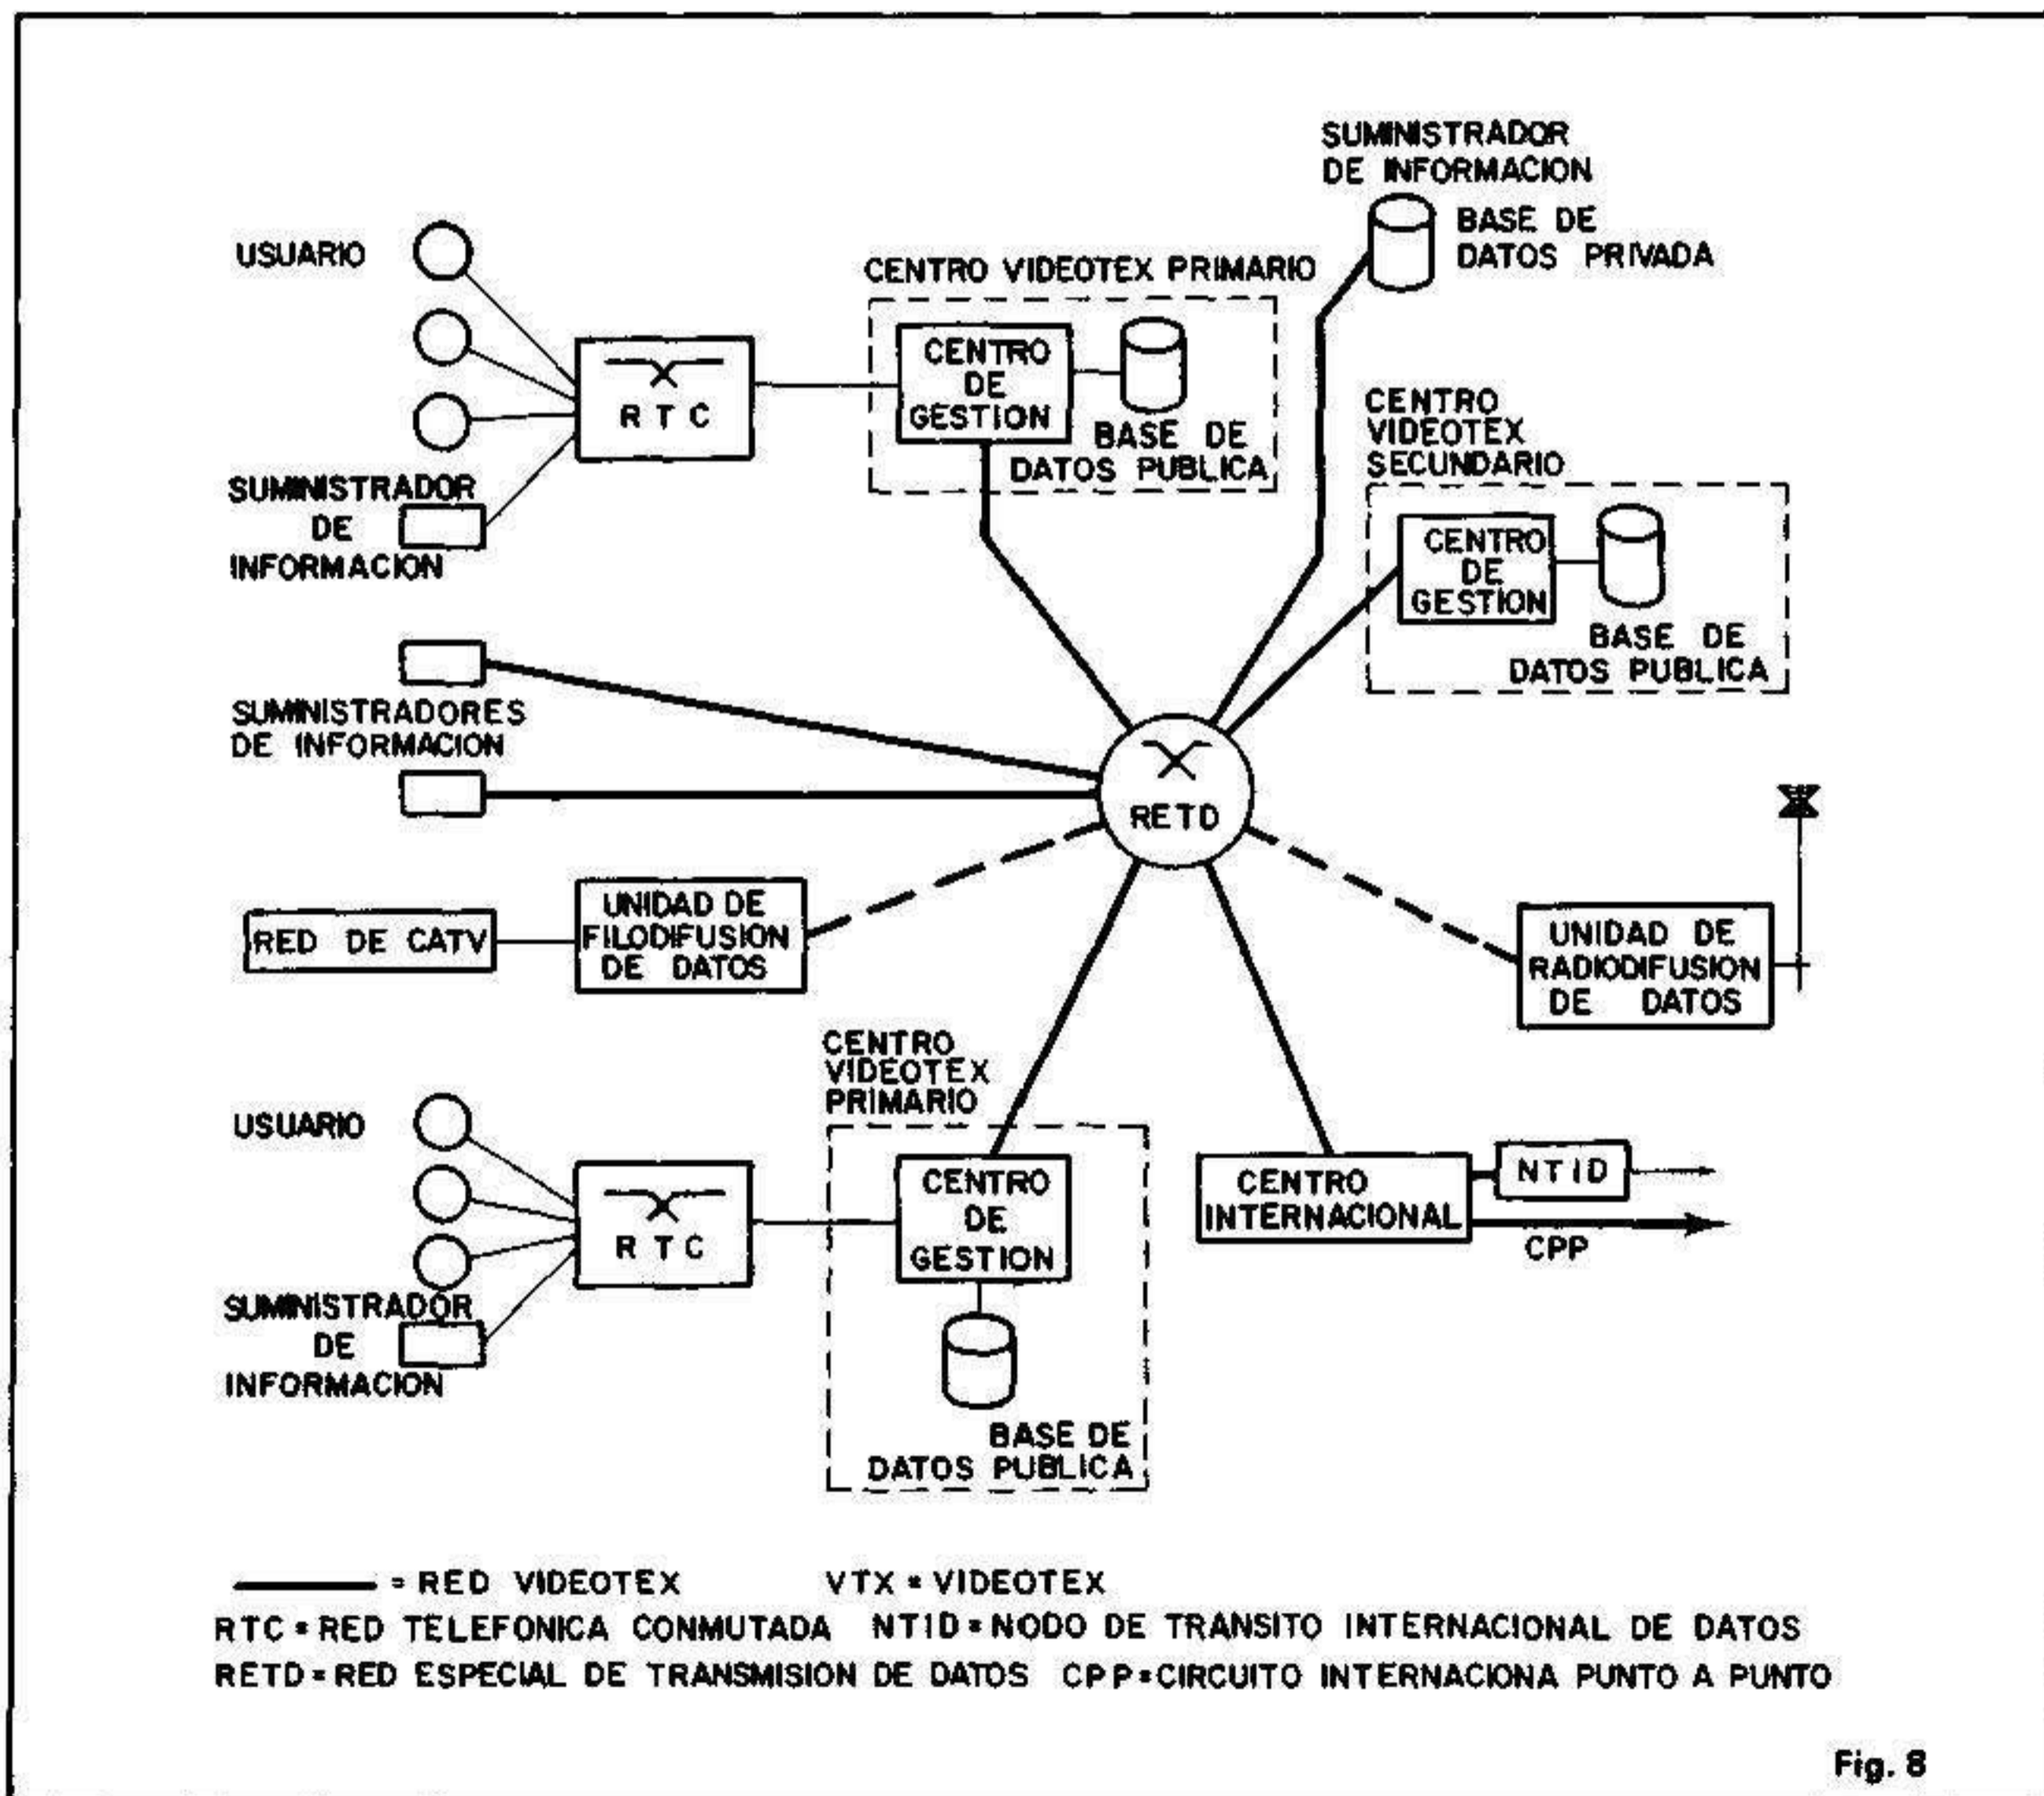 SUMINISTRADOR
DE INFORMACION
BASE DE
DATOS PRIVADA
USUARIO
CENTRO VIDEOTEX PRIMARIO
CENTRO
DE
GESTION
BASE DE
DATOS PUBLICA
R T C
SUMINISTRADOR
DE
INFORMACION
CENTRO
VIDEOTEX
SECUNDARIO
CENTRO
DE
GESTION
BASE DE
DATOS PUBLICA
SUMINISTRADORES
DE INFORMACION
RETD
RED DE CATV
UNIDAD DE
FILODIFUSION
DE DATOS
UNIDAD DE
RADIODIFUSION
DE DATOS
CENTRO
VIDEOTEX
PRIMARIO
USUARIO
R T C
CENTRO
DE
GESTION
CENTRO
INTERNACIONAL
NTID
CPP
SUMINISTRADOR
DE
INFORMACION
BASE DE
DATOS PUBLICA
= RED VIDEOTEX VTX = VIDEOTEX
RTC = RED TELEFONICA CONMUTADA NTID = NODO DE TRANSITO INTERNACIONAL DE DATOS
RETD = RED ESPECIAL DE TRANSMISION DE DATOS CPP = CIRCUITO INTERNACIONA PUNTO A PUNTO
Fig. 8